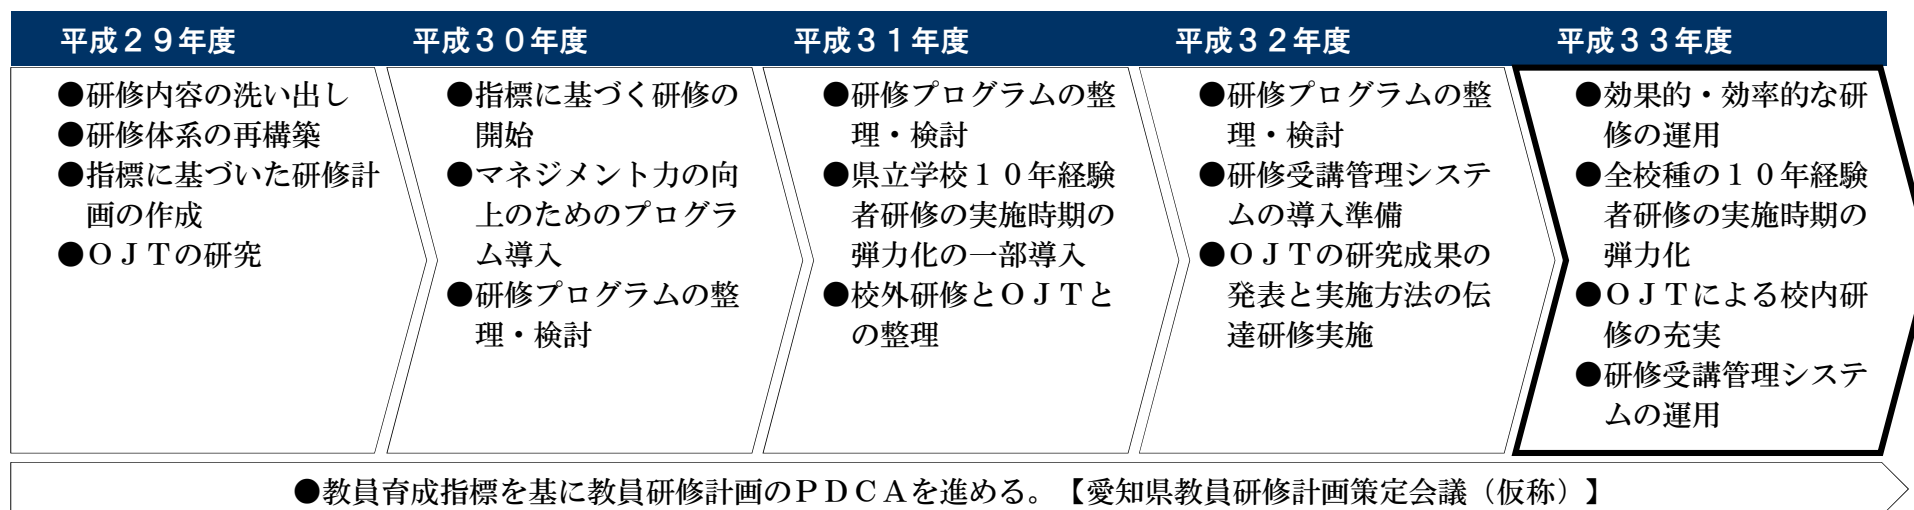 平成２９年度
平成３０年度
平成３１年度
平成３２年度
平成３３年度
●研修内容の洗い出し
●研修体系の再構築
●指標に基づいた研修計
画の作成
●ＯＪＴの研究
●指標に基づく研修の
開始
●マネジメント力の向
上のためのプログラ
ム導入
●研修プログラムの整
理・検討
●研修プログラムの整
理・検討
●県立学校１０年経験
者研修の実施時期の
弾力化の一部導入
●校外研修とＯＪＴと
の整理
●研修プログラムの整
理・検討
●研修受講管理システ
ムの導入準備
●ＯＪＴの研究成果の
発表と実施方法の伝
達研修実施
●効果的・効率的な研
修の運用
●全校種の１０年経験
者研修の実施時期の
弾力化
●ＯＪＴによる校内研
修の充実
●研修受講管理システ
ムの運用
●教員育成指標を基に教員研修計画のＰＤＣＡを進める。【愛知県教員研修計画策定会議（仮称）】